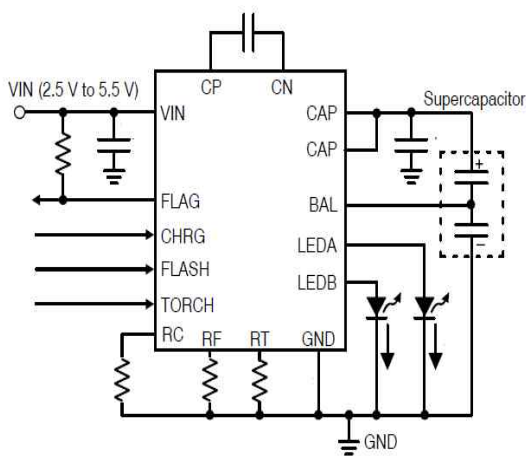 CP CN
VIN (2.5 V to 5.5 V)
Supercapacitor
VIN
CAP
CAP
+
FLAG
BAL
–
CHRG
LEDA
FLASH
LEDB
TORCH
RC
RF RT GND
GND